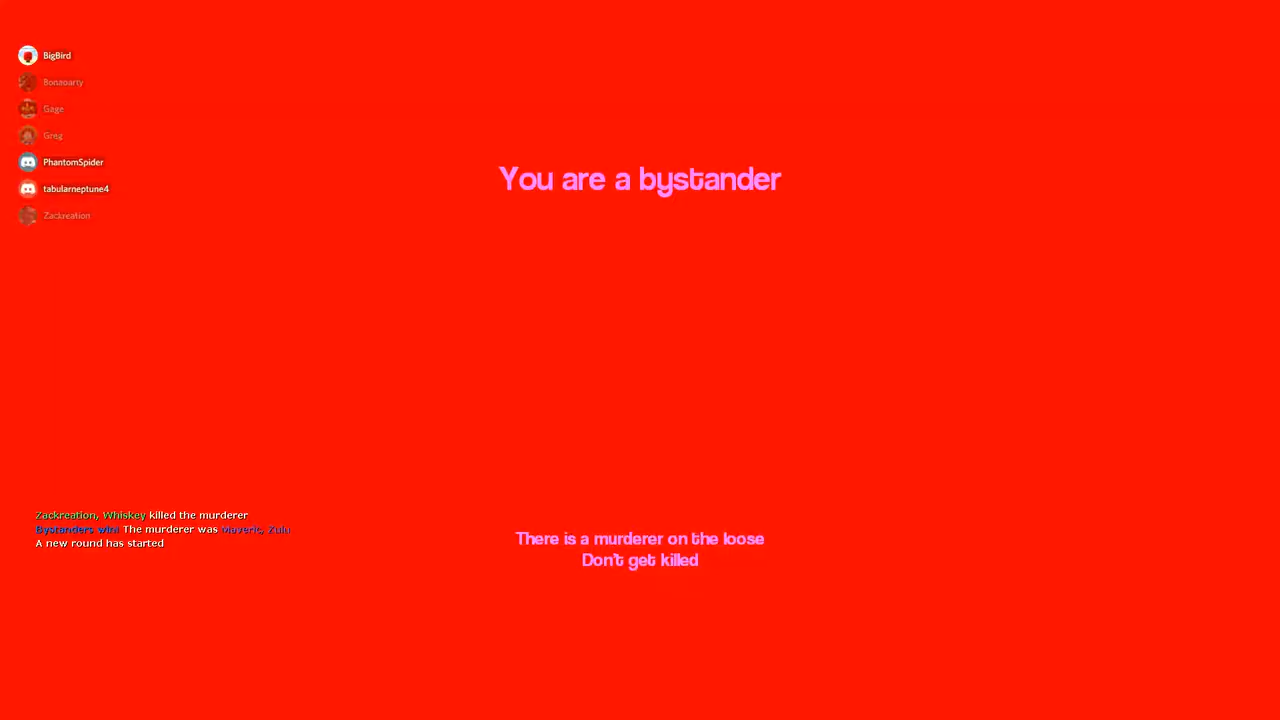 BigBird
Bonzoarty
Gage
Greg
PhantomSpider
tabularneptune4
Zackreation
You are a bystander
Zackreation, Whiskey killed the murderer
Bystanders win! The murderer was Maveric, Zulu
A new round has started
There is a murderer on the loose
Don't get killed